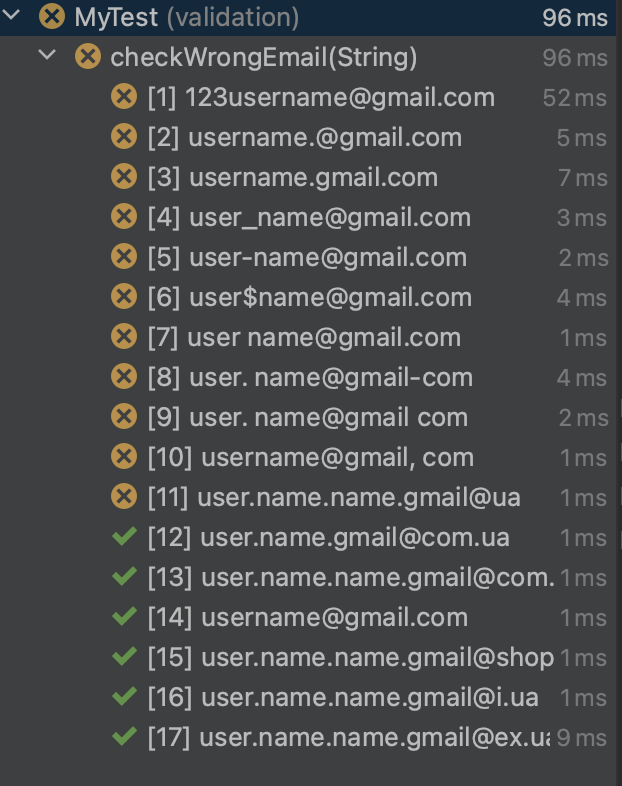 MyTest (validation) 96 ms
checkWrongEmail(String) 96 ms
[1] 123username@gmail.com 52 ms
[2] username.@gmail.com 5 ms
[3] username.gmail.com 7 ms
[4] user_name@gmail.com 3 ms
[5] user-name@gmail.com 2 ms
[6] user$name@gmail.com 4 ms
[7] user name@gmail.com 1 ms
[8] user. name@gmail-com 4 ms
[9] user. name@gmail com 2 ms
[10] username@gmail, com 1 ms
[11] user.name.name.gmail@ua 1 ms
[12] user.name.gmail@com.ua 1 ms
[13] user.name.name.gmail@com. 1 ms
[14] username@gmail.com 1 ms
[15] user.name.name.gmail@shop 1 ms
[16] user.name.name.gmail@i.ua 1 ms
[17] user.name.name.gmail@ex.ua 9 ms